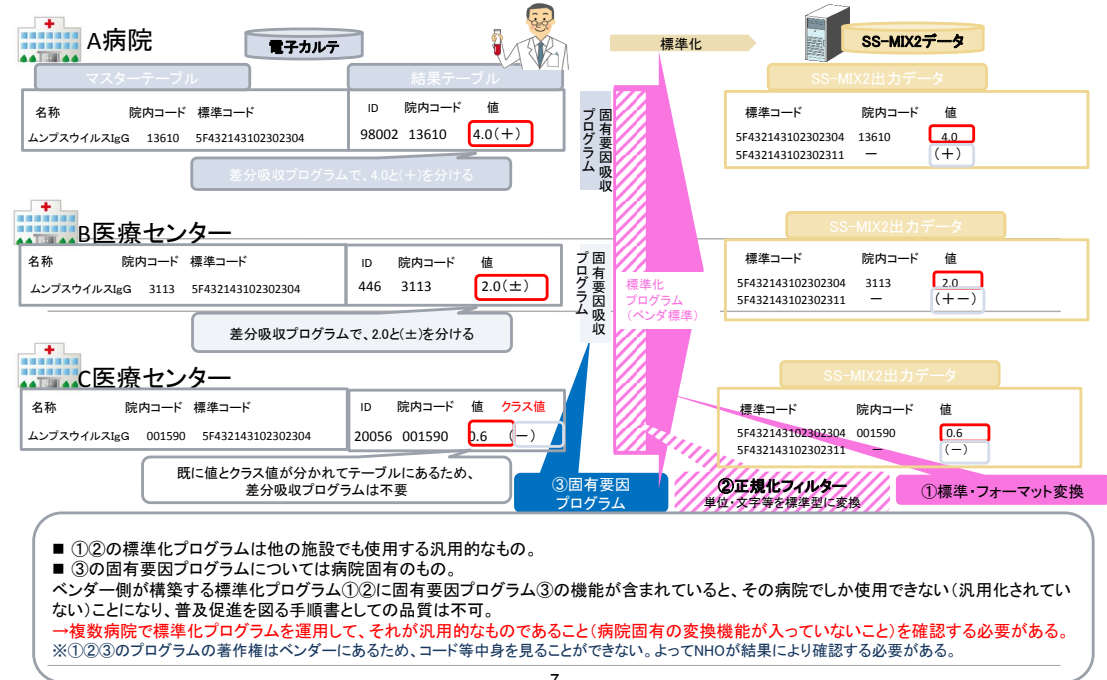 A病院
電子カルテ
標準化
SS-MIX2データ
マスターテーブル
結果テーブル
SS-MIX2出力データ
名称 院内コード 標準コード
ムンプスウイルスIgG 13610 5F432143102302304
ID 院内コード 値
98002 13610 4.0(+)
差分吸収プログラムで、4.0と(+)を分ける
固有要因吸収
プログラム
標準コード 院内コード 値
5F432143102302304 13610 4.0
5F432143102302311 － (+)
B医療センター
SS-MIX2出力データ
名称 院内コード 標準コード
ムンプスウイルスIgG 3113 5F432143102302304
ID 院内コード 値
446 3113 2.0(±)
差分吸収プログラムで、2.0と(±)を分ける
固有要因吸収
プログラム
標準化
プログラム
(ベンダ標準)
標準コード 院内コード 値
5F432143102302304 3113 2.0
5F432143102302311 － (+－)
C医療センター
SS-MIX2出力データ
名称 院内コード 標準コード
ムンプスウイルスIgG 001590 5F432143102302304
ID 院内コード 値 クラス値
20056 001590 0.6 (－)
既に値とクラス値が分かれてテーブルにあるため、
差分吸収プログラムは不要
標準コード 院内コード 値
5F432143102302304 001590 0.6
5F432143102302311 － (－)
③固有要因
プログラム
②正規化フィルター
単位・文字等を標準型に変換
①標準・フォーマット変換
■ ①②の標準化プログラムは他の施設でも使用する汎用的なもの。
■ ③の固有要因プログラムについては病院固有のもの。
ベンダー側が構築する標準化プログラム①②に固有要因プログラム③の機能が含まれていると、その病院でしか使用できない(汎用化されてい
ない)ことになり、普及促進を図る手順書としての品質は不可。
→複数病院で標準化プログラムを運用して、それが汎用的なものであること(病院固有の変換機能が入っていないこと)を確認する必要がある。
※①②③のプログラムの著作権はベンダーにあるため、コード等中身を見ることができない。よってNHOが結果により確認する必要がある。
7